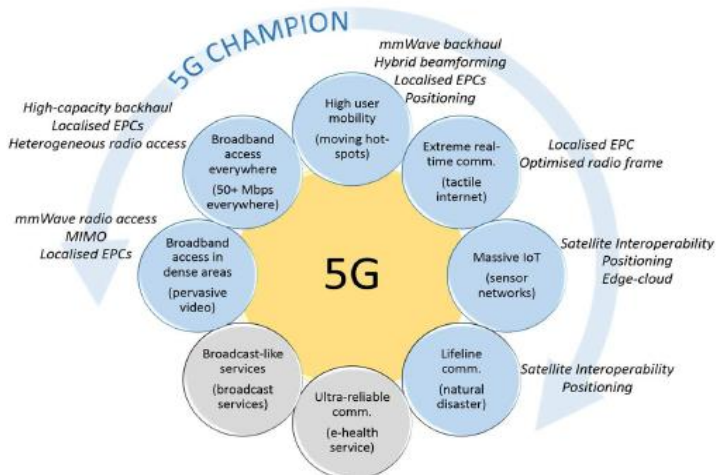 5G CHAMPION
mmWave backhaul
Hybrid beamforming
Localised EPCs
Positioning
High user
mobility
(moving hot-
spots)
High-capacity backhaul
Localised EPCs
Heterogeneous radio access
Broadband
access
everywhere
(50+ Mbps
everywhere)
Extreme real-
time comm.
(tactile
internet)
Localised EPC
Optimised radio frame
mmWave radio access
MIMO
Localised EPCs
Broadband
access in
dense areas
(pervasive
video)
5G
Massive IoT
(sensor
networks)
Satellite Interoperability
Positioning
Edge-cloud
Broadcast-like
services
(broadcast
services)
Ultra-reliable
comm.
(e-health
service)
Lifeline
comm.
(natural
disaster)
Satellite Interoperability
Positioning